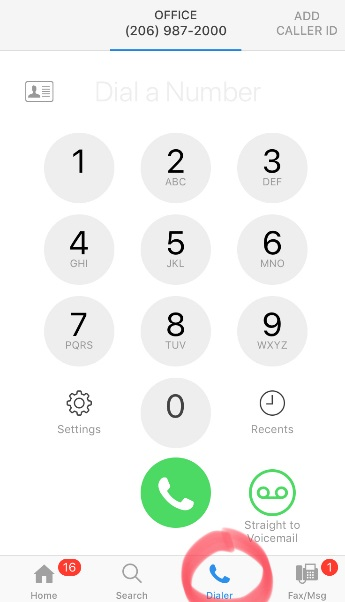 OFFICE
(206) 987-2000
ADD
CALLER ID
Dial a Number
1
2
ABC
3
DEF
4
GHI
5
JKL
6
MNO
7
PQRS
8
TUV
9
WXYZ
Settings
0
Recents
Straight to
Voicemail
16
1
Home
Search
Dialer
Fax/Msg